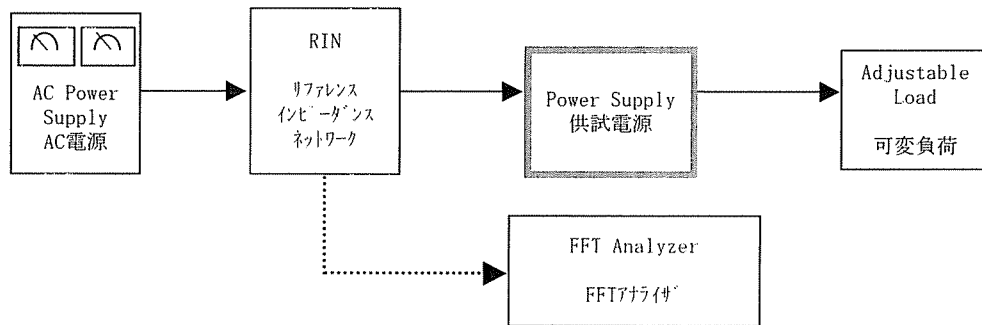 AC Power
Supply
AC電源
RIN
リファレンス
インピーダンス
ネットワーク
Power Supply
供試電源
Adjustable
Load
可変負荷
FFT Analyzer
FFTアナライザ